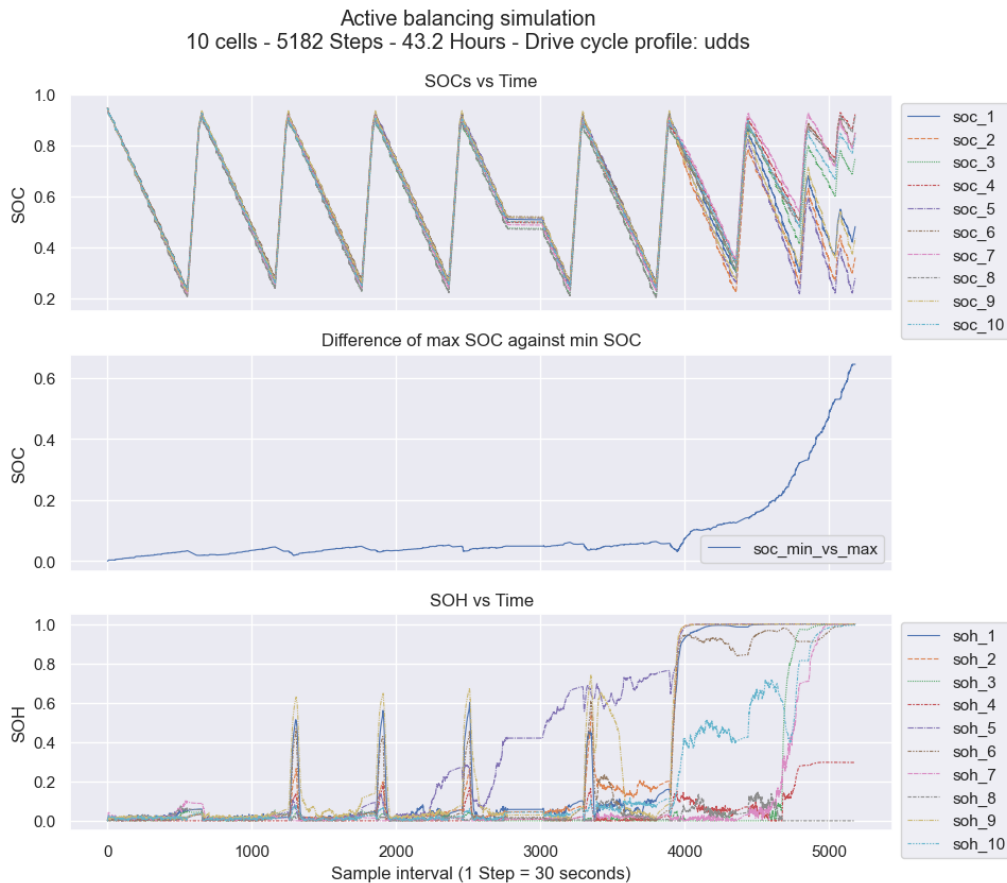 Active balancing simulation
10 cells - 5182 Steps - 43.2 Hours - Drive cycle profile: udds
SOCs vs Time
1.0
0.8
0.6
0.4
0.2
SOC
soc_1
soc_2
soc_3
soc_4
soc_5
soc_6
soc_7
soc_8
soc_9
soc_10
Difference of max SOC against min SOC
0.6
0.4
0.2
0.0
SOC
soc_min_vs_max
SOH vs Time
1.0
0.8
0.6
0.4
0.2
0.0
SOH
soh_1
soh_2
soh_3
soh_4
soh_5
soh_6
soh_7
soh_8
soh_9
soh_10
0 1000 2000 3000 4000 5000
Sample interval (1 Step = 30 seconds)